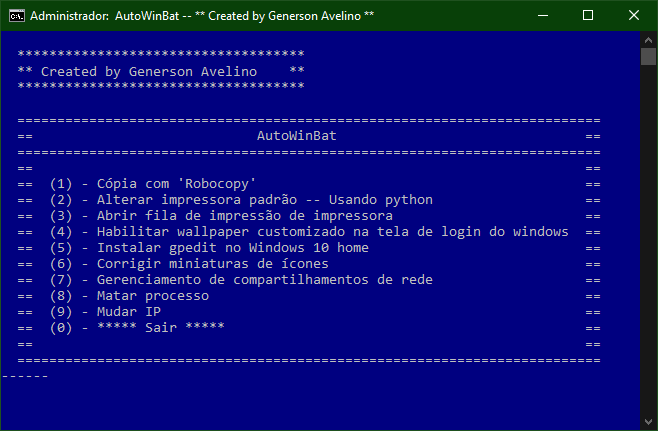 Administrador:  AutoWinBat -- ** Created by Generson Avelino **
************************************
** Created by Generson Avelino    **
************************************
=========================================================================
==                            AutoWinBat                               ==
=========================================================================
==                                                                     ==
==  (1) - Cópia com 'Robocopy'                                         ==
==  (2) - Alterar impressora padrão -- Usando python                   ==
==  (3) - Abrir fila de impressão de impressora                        ==
==  (4) - Habilitar wallpaper customizado na tela de login do windows  ==
==  (5) - Instalar gpedit no Windows 10 home                           ==
==  (6) - Corrigir miniaturas de ícones                                ==
==  (7) - Gerenciamento de compartilhamentos de rede                   ==
==  (8) - Matar processo                                               ==
==  (9) - Mudar IP                                                     ==
==  (0) - ***** Sair *****                                             ==
==                                                                     ==
=========================================================================
------